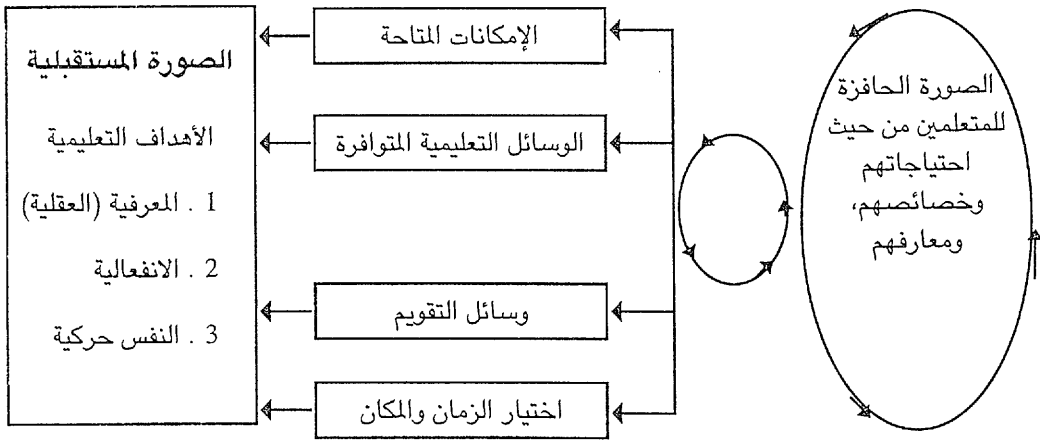 الصورة الحافزة
للمتعلمين من حيث
احتياجاتهم
وخصائصهم،
ومعارفهم
الإمكانات المتاحة
الوسائل التعليمية المتوافرة
وسائل التقويم
اختيار الزمان والمكان
الصورة المستقبلية
الأهداف التعليمية
1 . المعرفية (العقلية)
2 . الانفعالية
3 . النفس حركية